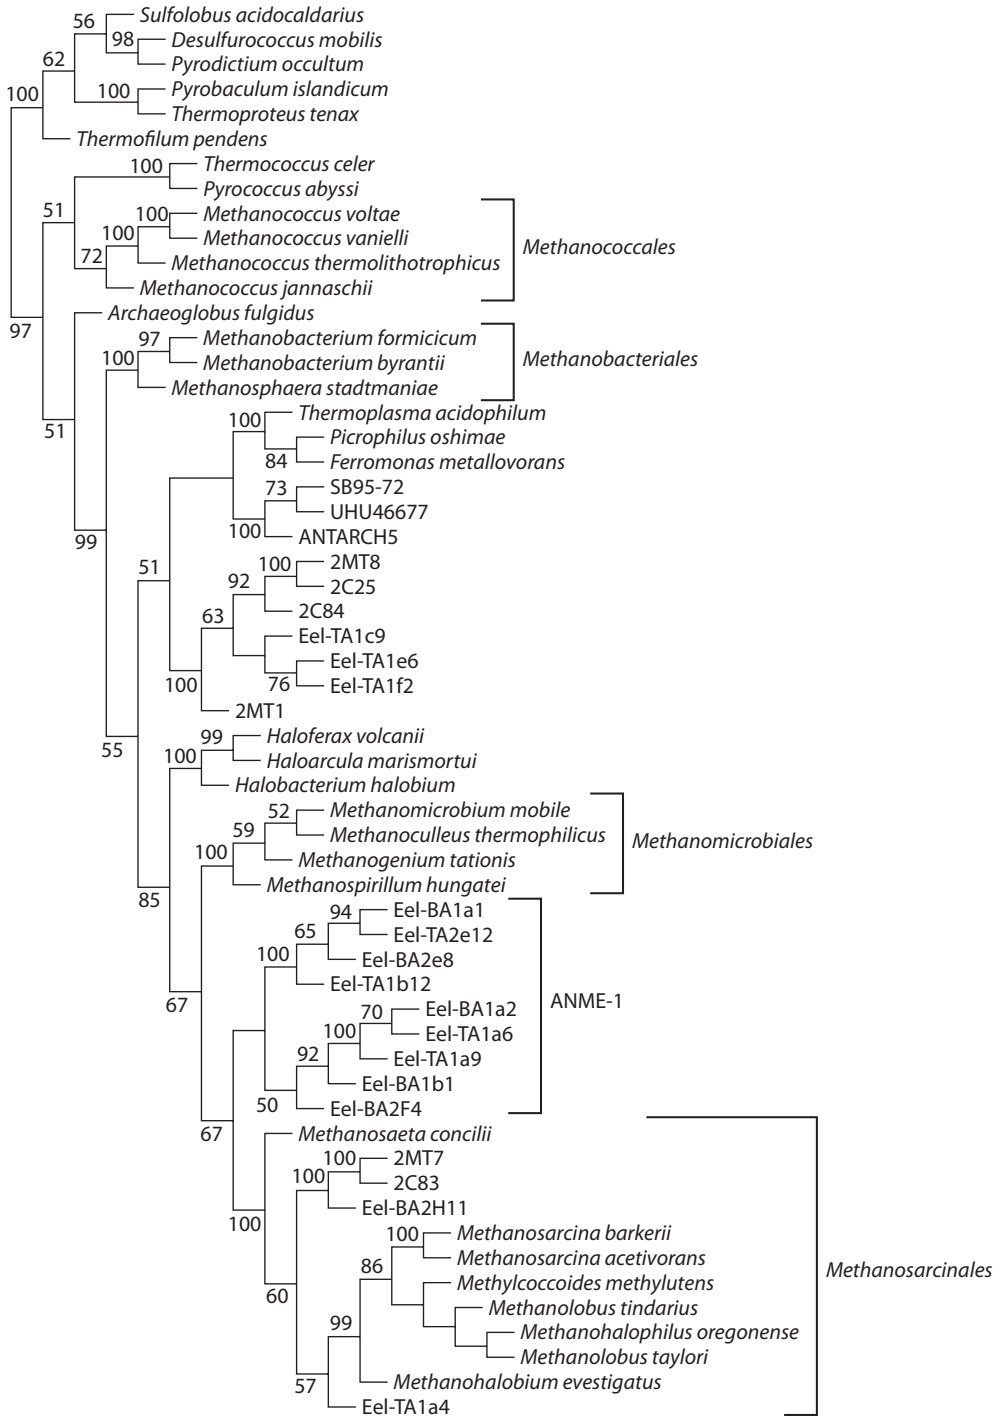 56
Sulfolobus acidocaldarius
98
Desulfurococcus mobilis
62
Pyrodictium occultum
100
100
Pyrobaculum islandicum
Thermoproteus tenax
Thermofilum pendens
100
Thermococcus celer
Pyrococcus abyssi
51
100
Methanococcus voltae
100
Methanococcus vanielli
72
Methanococcus thermolithotrophicus
Methanococcus jannaschii
Methanococcales
97
Archaeoglobus fulgidus
97
Methanobacterium formicicum
100
Methanobacterium byrantii
Methanosphaera stadtmaniae
Methanobacteriales
51
100
Thermoplasma acidophilum
Picrophilus oshimae
84
Ferromonas metallovorans
73
SB95-72
UHU46677
100
ANTARCH5
99
51
100
2MT8
92
2C25
2C84
63
Eel-TA1c9
Eel-TA1e6
100
76
Eel-TA1f2
2MT1
55
99
Haloferax volcanii
100
Haloarcula marismortui
Halobacterium halobium
52
Methanomicrobium mobile
59
Methanoculleus thermophilicus
100
Methanogenium tationis
Methanospirillum hungatei
Methanomicrobiales
85
94
Eel-BA1a1
65
Eel-TA2e12
100
Eel-BA2e8
Eel-TA1b12
67
70
Eel-BA1a2
100
Eel-TA1a6
92
Eel-TA1a9
Eel-BA1b1
50
Eel-BA2F4
ANME-1
67
Methanosaeta concilii
100
2MT7
100
2C83
Eel-BA2H11
100
100
Methanosarcina barkerii
86
Methanosarcina acetivorans
Methylcoccoides methylutens
60
Methanolobus tindarius
99
Methanohalophilus oregonense
Methanolobus taylori
57
Methanohalobium evestigatus
Eel-TA1a4
Methanosarcinales